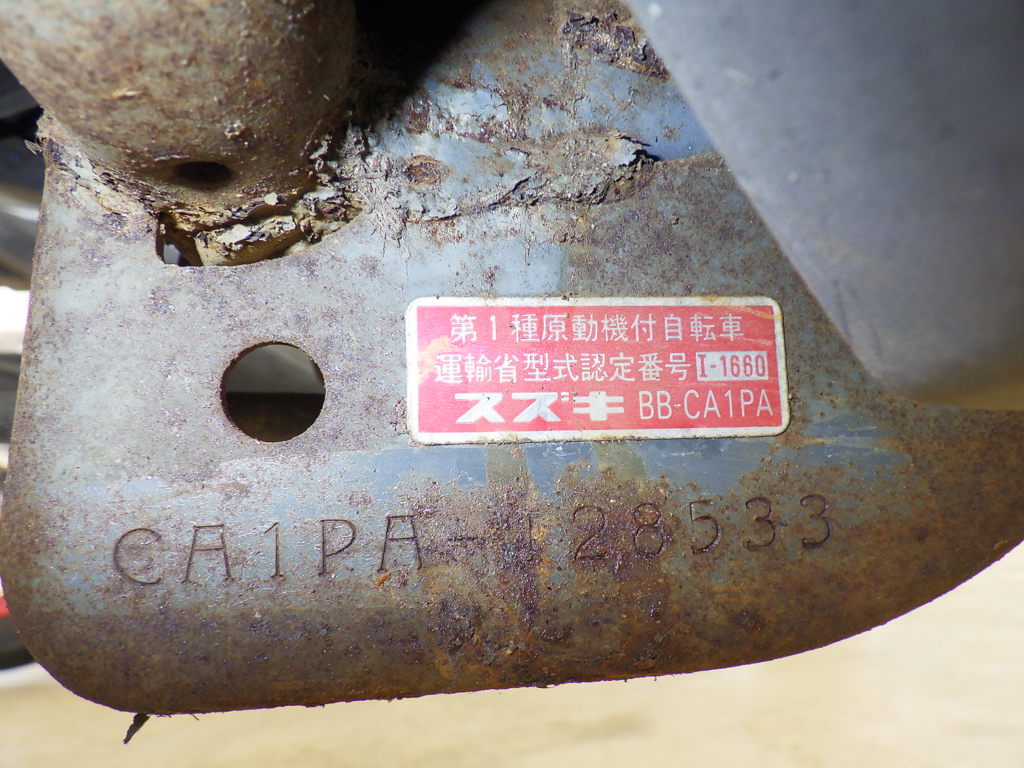 第1種原動機付自転車
運輸省型式認定番号 I-1660
スズキ BB-CA1PA
CA1PA-128533